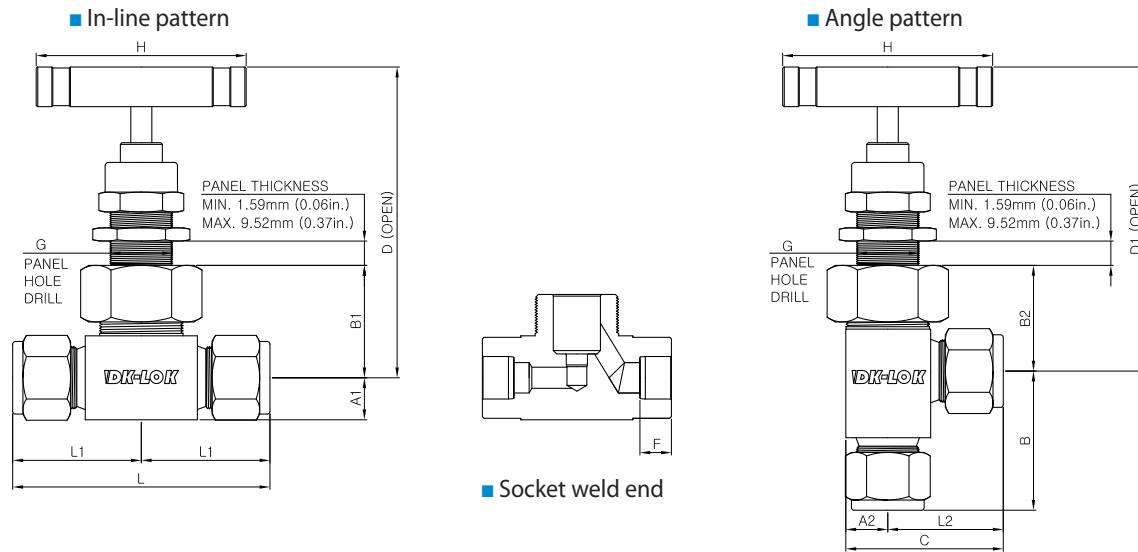 In-line pattern
H
PANEL THICKNESS
MIN. 1.59mm (0.06in.)
MAX. 9.52mm (0.37in.)
G
PANEL
HOLE
DRILL
D (OPEN)
B1
A1
DK-LOK
L1
L1
L
F
Socket weld end
Angle pattern
H
PANEL THICKNESS
MIN. 1.59mm (0.06in.)
MAX. 9.52mm (0.37in.)
G
PANEL
HOLE
DRILL
D1 (OPEN)
B2
DK-LOK
B
A2
L2
C